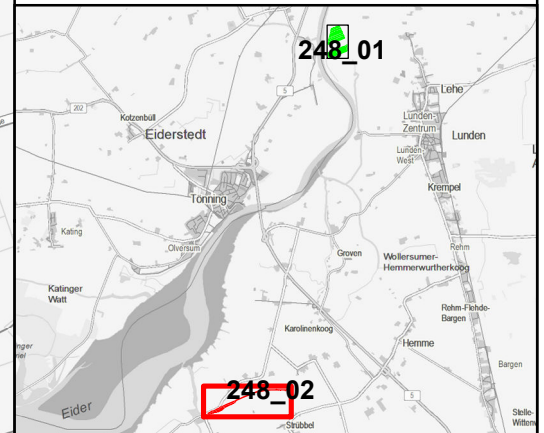 248_01
5
Lehe
202
Kotzenbüll
Eiderstedt
Lunden-
Zentrum
Lunden
Lunden
West
Krempel
Tönning
Kating
Olversum
Rehm
Groven
Wollersumer-
Hemmerwurtherkoog
Katinger
Watt
Rehm-Flehde-
Bargen
Karolinenkoog
Hemme
Bargen
248_02
5
Eider
Strübbel
Stelle-